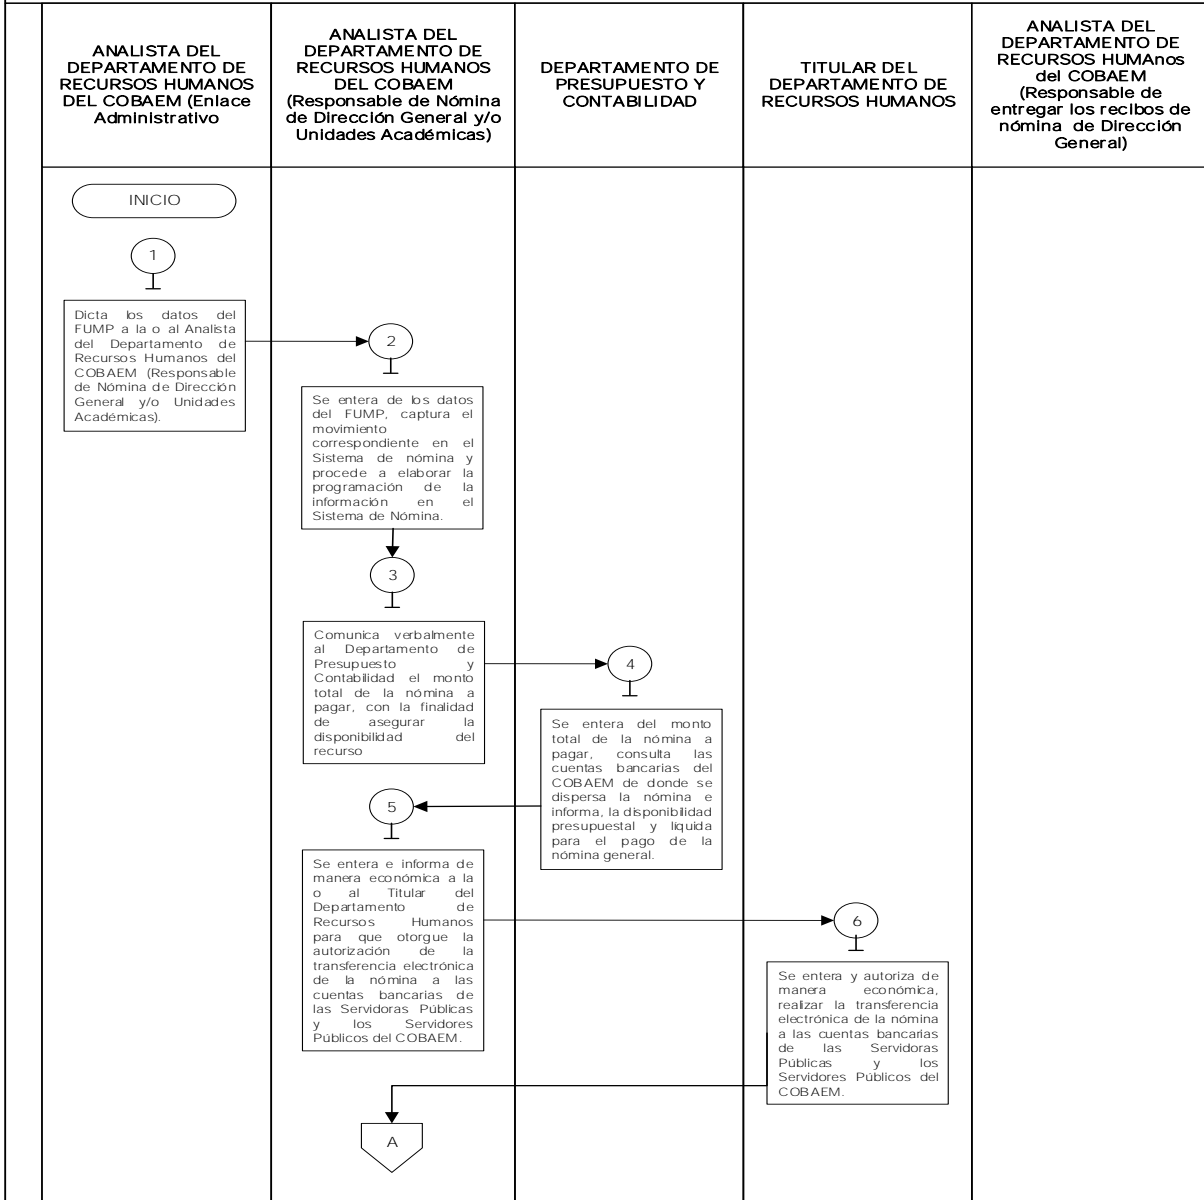 ANALISTA DEL
DEPARTAMENTO DE
RECURSOS HUMANOS
DEL COBAEM (Enlace
Administrativo
ANALISTA DEL
DEPARTAMENTO DE
RECURSOS HUMANOS
DEL COBAEM
(Responsable de Nómina
de Dirección General y/o
Unidades Académicas)
DEPARTAMENTO DE
PRESUPUESTO Y
CONTABILIDAD
TITULAR DEL
DEPARTAMENTO DE
RECURSOS HUMANOS
ANALISTA DEL
DEPARTAMENTO DE
RECURSOS HUMAnos
del COBAEM
(Responsable de
entregar los recibos de
nómina de Dirección
General)
INICIO
1
Dicta los datos del
FUMP a la o al Analista
del Departamento de
Recursos Humanos del
COBAEM (Responsable
de Nómina de Dirección
General y/o Unidades
Académicas).
2
Se entera de los datos
del FUMP, captura el
movimiento
correspondiente en el
Sistema de nómina y
procede a elaborar la
programación de la
información en el
Sistema de Nómina.
3
Comunica verbalmente
al Departamento de
Presupuesto y
Contabilidad el monto
total de la nómina a
pagar, con la finalidad
de asegurar la
disponibilidad del
recurso
4
Se entera del monto
total de la nómina a
pagar, consulta las
cuentas bancarias del
COBAEM de donde se
dispersa la nómina e
informa, la disponibilidad
presupuestal y líquida
para el pago de la
nómina general.
5
Se entera e informa de
manera económica a la
o al Titular del
Departamento de
Recursos Humanos
para que otorgue la
autorización de la
transferencia electrónica
de la nómina a las
cuentas bancarias de
las Servidoras Públicas
y los Servidores
Públicos del COBAEM.
6
Se entera y autoriza de
manera económica,
realizar la transferencia
electrónica de la nómina
a las cuentas bancarias
de las Servidoras
Públicas y los
Servidores Públicos del
COBAEM.
A